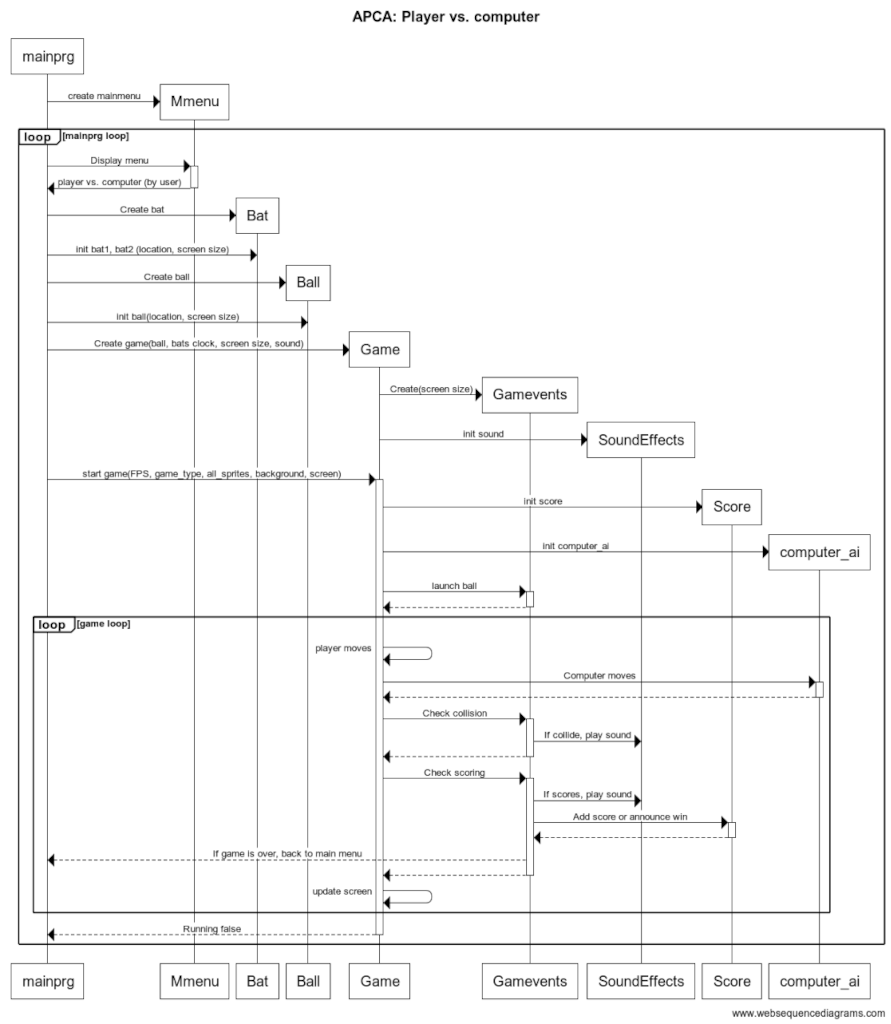 APCA: Player vs. computer
mainprg
create mainmenu
Mmenu
loop [mainprg loop]
Display menu
player vs. computer (by user)
Create bat
Bat
init bat1, bat2 (location, screen size)
Create ball
Ball
init ball(location, screen size)
Create game(ball, bats clock, screen size, sound)
Game
Create(screen size)
Gamevents
init sound
SoundEffects
start game(FPS, game_type, all_sprites, background, screen)
init score
Score
init computer_ai
computer_ai
launch ball
loop [game loop]
player moves
Computer moves
Check collision
If collide, play sound
Check scoring
If scores, play sound
Add score or announce win
If game is over, back to main menu
update screen
Running false
mainprg Mmenu Bat Ball Game Gamevents SoundEffects Score computer_ai
www.websequencediagrams.com